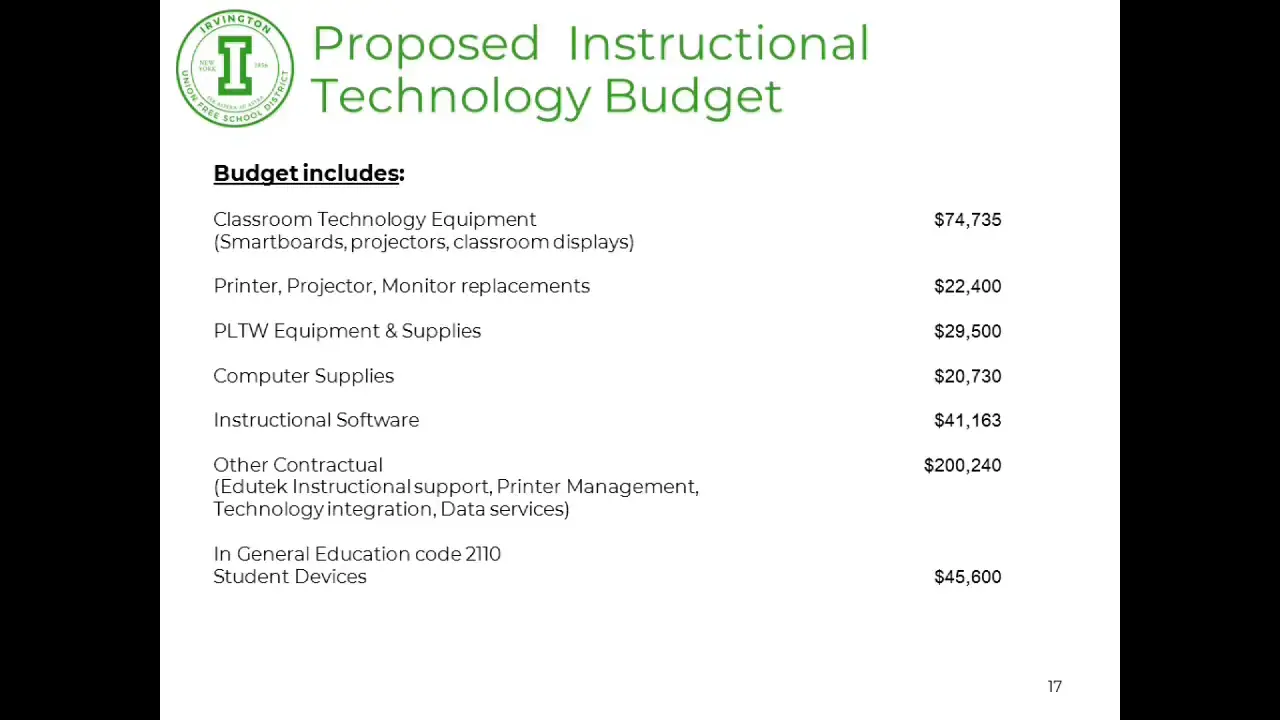 IRVINGTON
NEW YORK 1956
UNION FREE SCHOOL DISTRICT
Proposed Instructional
Technology Budget
Budget includes:
Classroom Technology Equipment $74,735
(Smartboards, projectors, classroom displays)
Printer, Projector, Monitor replacements $22,400
PLTW Equipment & Supplies $29,500
Computer Supplies $20,730
Instructional Software $41,163
Other Contractual $200,240
(Edutek Instructional support, Printer Management,
Technology integration, Data services)
In General Education code 2110
Student Devices $45,600
17